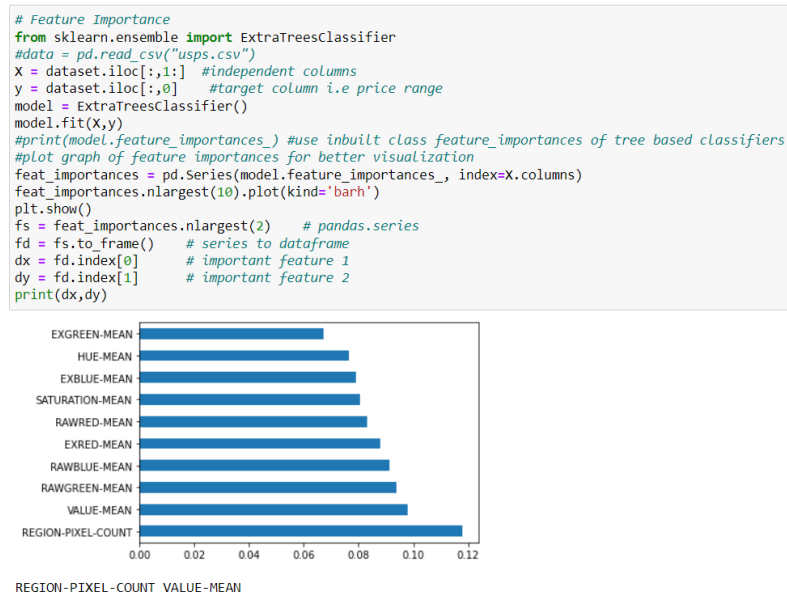 # Feature Importance
from sklearn.ensemble import ExtraTreesClassifier
#data = pd.read_csv("usps.csv")
X = dataset.iloc[:,1:]  #independent columns
y = dataset.iloc[:,0]    #target column i.e price range
model = ExtraTreesClassifier()
model.fit(X,y)
#print(model.feature_importances_) #use inbuilt class feature_importances of tree based classifiers
#plot graph of feature importances for better visualization
feat_importances = pd.Series(model.feature_importances_, index=X.columns)
feat_importances.nlargest(10).plot(kind='barh')
plt.show()
fs = feat_importances.nlargest(2)    # pandas.series
fd = fs.to_frame()    # series to dataframe
dx = fd.index[0]      # important feature 1
dy = fd.index[1]      # important feature 2
print(dx,dy)
EXGREEN-MEAN
HUE-MEAN
EXBLUE-MEAN
SATURATION-MEAN
RAWRED-MEAN
EXRED-MEAN
RAWBLUE-MEAN
RAWGREEN-MEAN
VALUE-MEAN
REGION-PIXEL-COUNT
0.00 0.02 0.04 0.06 0.08 0.10 0.12
REGION-PIXEL-COUNT VALUE-MEAN